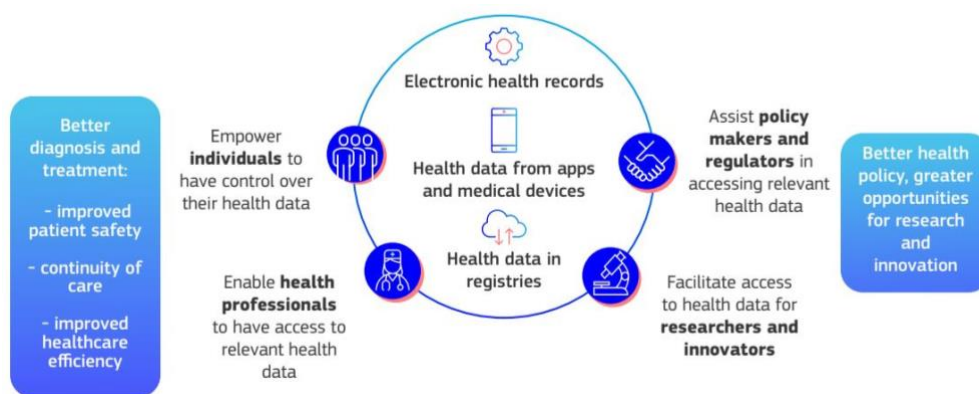 Better
diagnosis and
treatment:
- improved
patient safety
- continuity of
care
- improved
healthcare
efficiency
Empower
individuals to
have control over
their health data
Enable health
professionals
to have access to
relevant health
data
Electronic health records
Health data from apps
and medical devices
Health data in
registries
Assist policy
makers and
regulators in
accessing relevant
health data
Facilitate access
to health data for
researchers and
innovators
Better health
policy, greater
opportunities
for research
and
innovation